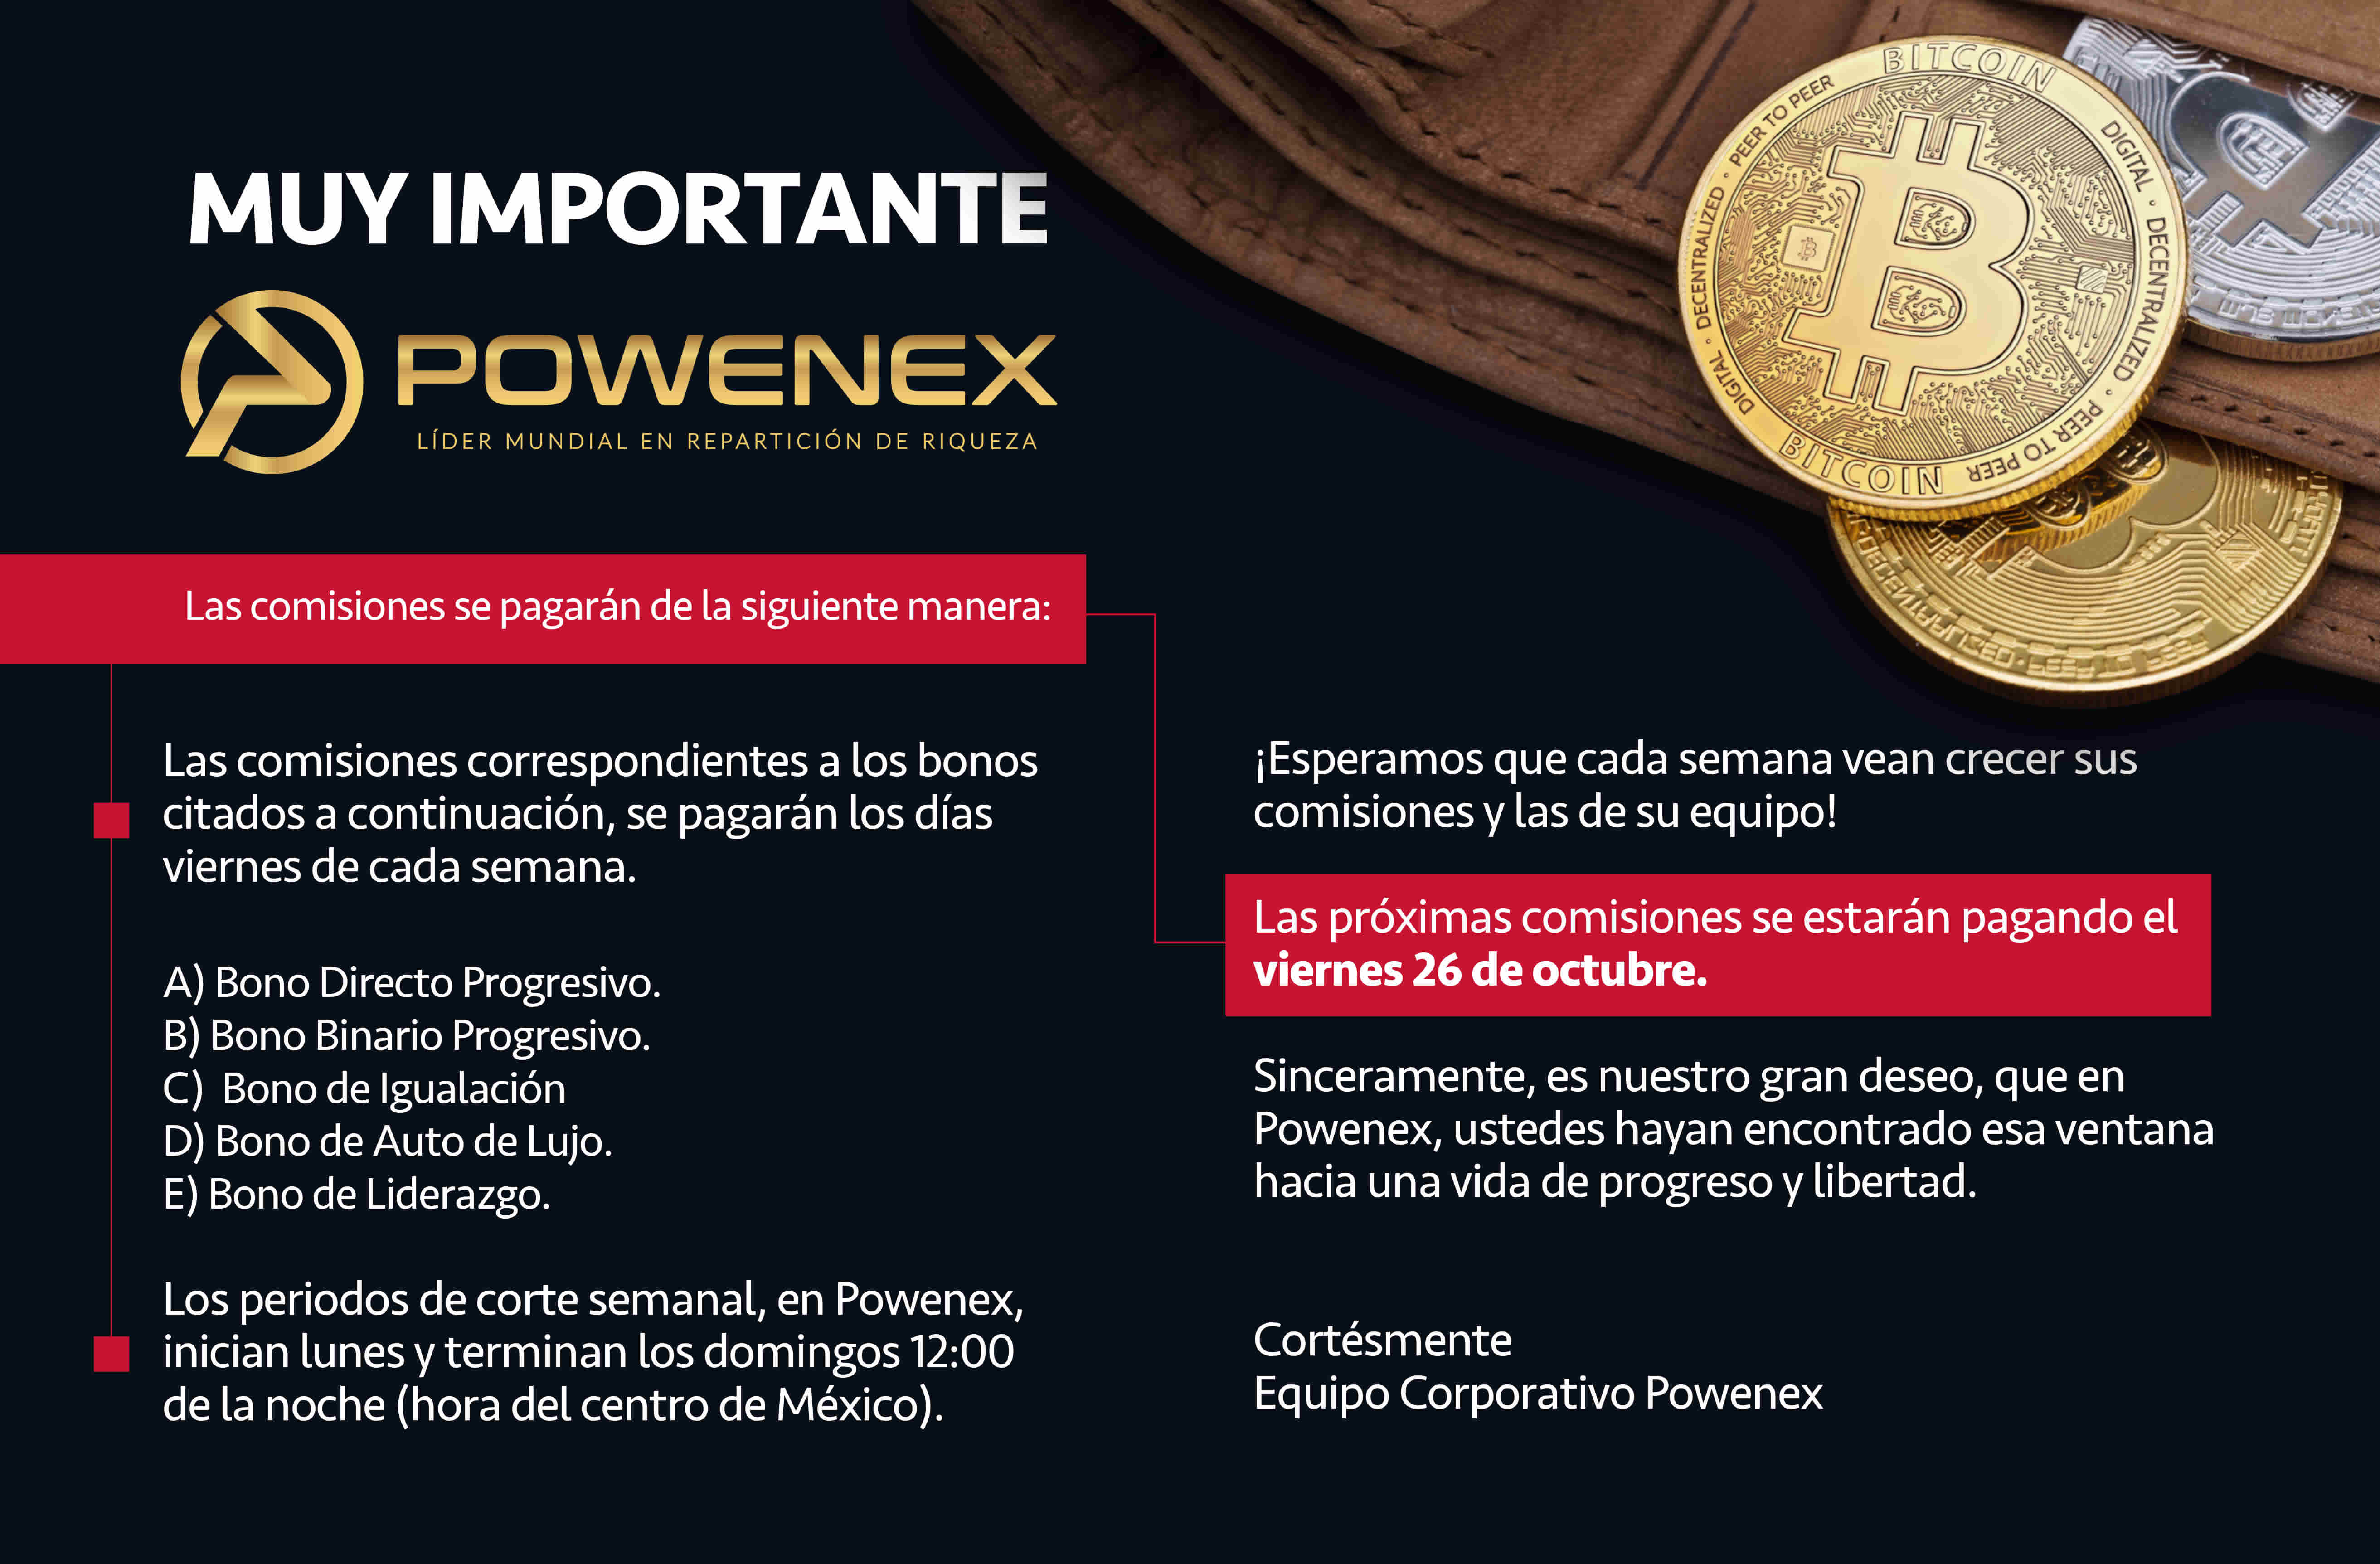 MUY IMPORTANTE
POWENEX
LÍDER MUNDIAL EN REPARTICIÓN DE RIQUEZA
Las comisiones se pagarán de la siguiente manera:
Las comisiones correspondientes a los bonos
citados a continuación, se pagarán los días
viernes de cada semana.
A) Bono Directo Progresivo.
B) Bono Binario Progresivo.
C) Bono de Igualación
D) Bono de Auto de Lujo.
E) Bono de Liderazgo.
Los periodos de corte semanal, en Powenex,
inician lunes y terminan los domingos 12:00
de la noche (hora del centro de México).
¡Esperamos que cada semana vean crecer sus
comisiones y las de su equipo!
Las próximas comisiones se estarán pagando el
viernes 26 de octubre.
Sinceramente, es nuestro gran deseo, que en
Powenex, ustedes hayan encontrado esa ventana
hacia una vida de progreso y libertad.
Cortésmente
Equipo Corporativo Powenex
BITCOIN
DIGITAL • DECENTRALIZED • PEER TO PEER
BITCOIN
DIGITAL • DECENTRALIZED • PEER TO PEER